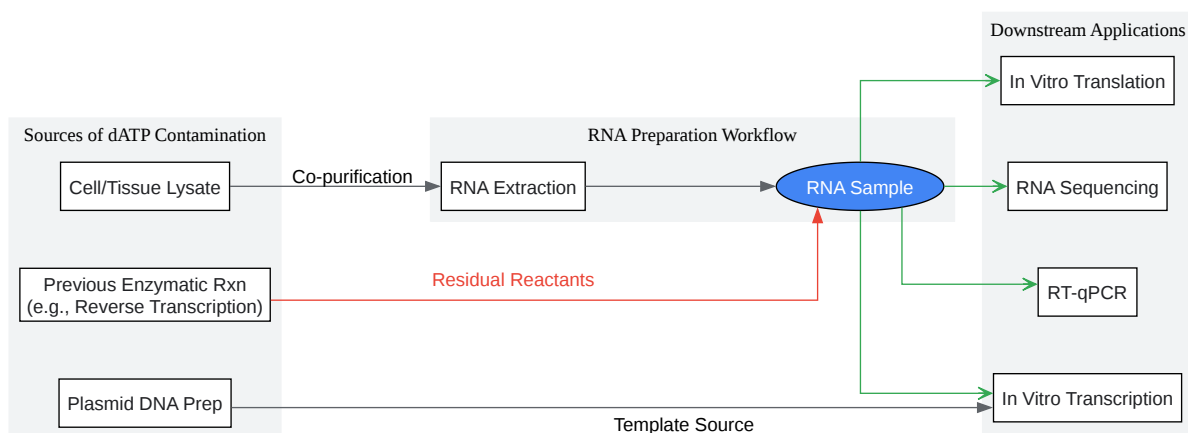 Downstream Applications
In Vitro Translation
Sources of dATP Contamination
RNA Preparation Workflow
Cell/Tissue Lysate
Co-purification
RNA Extraction
RNA Sample
RNA Sequencing
Previous Enzymatic Rxn
(e.g., Reverse Transcription)
Residual Reactants
RT-qPCR
Plasmid DNA Prep
Template Source
In Vitro Transcription